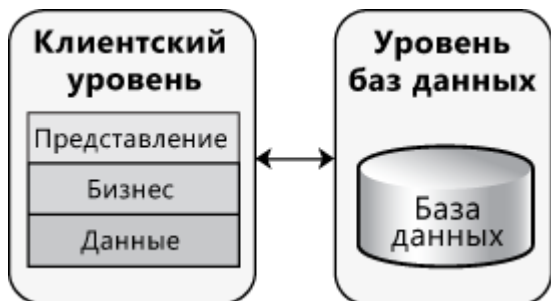 Клиентский
уровень
Представление
Бизнес
Данные
Уровень
баз данных
База
данных